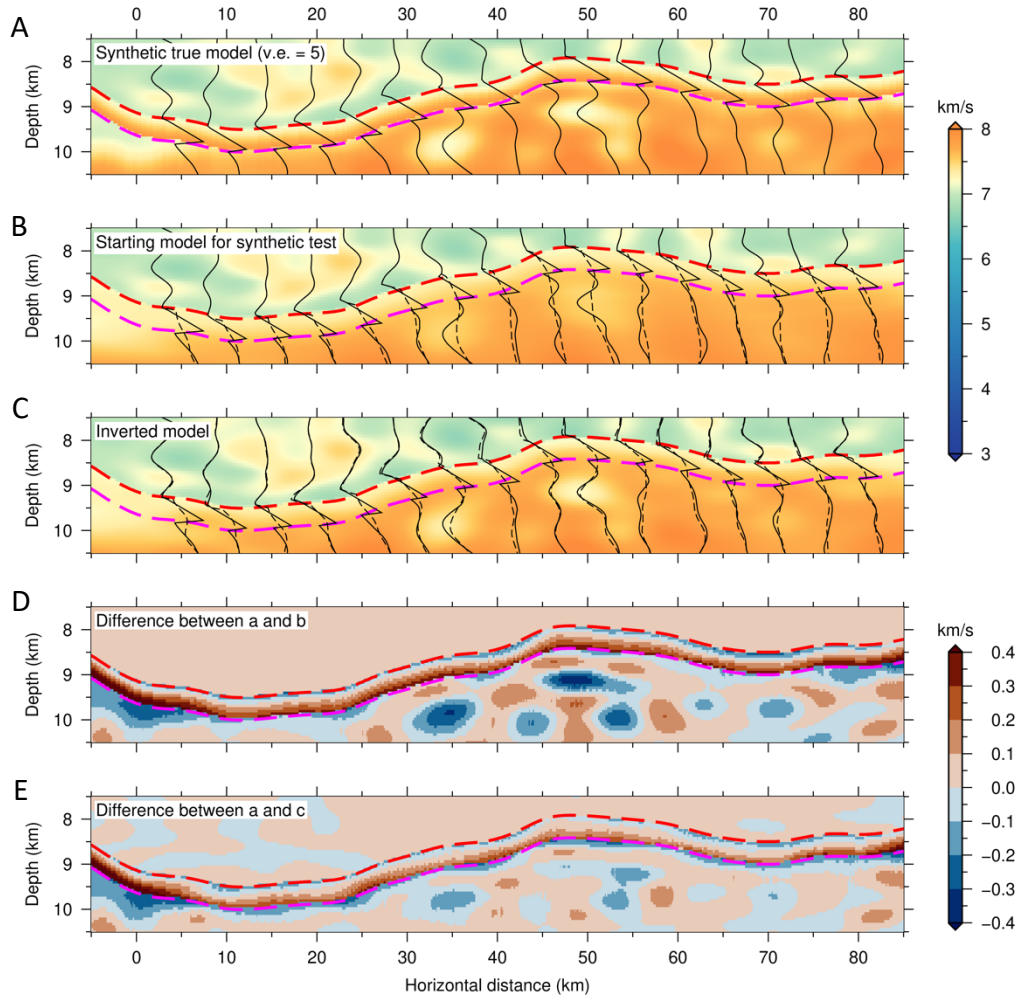 0 10 20 30 40 50 60 70 80
A
Synthetic true model (v.e. = 5)
8
9
10
Depth (km)
km/s
8
7
6
5
4
3
B
Starting model for synthetic test
8
9
10
Depth (km)
C
Inverted model
8
9
10
Depth (km)
D
Difference between a and b
8
9
10
Depth (km)
km/s
0.4
0.3
0.2
0.1
0.0
−0.1
−0.2
−0.3
−0.4
E
Difference between a and c
8
9
10
Depth (km)
0 10 20 30 40 50 60 70 80
Horizontal distance (km)